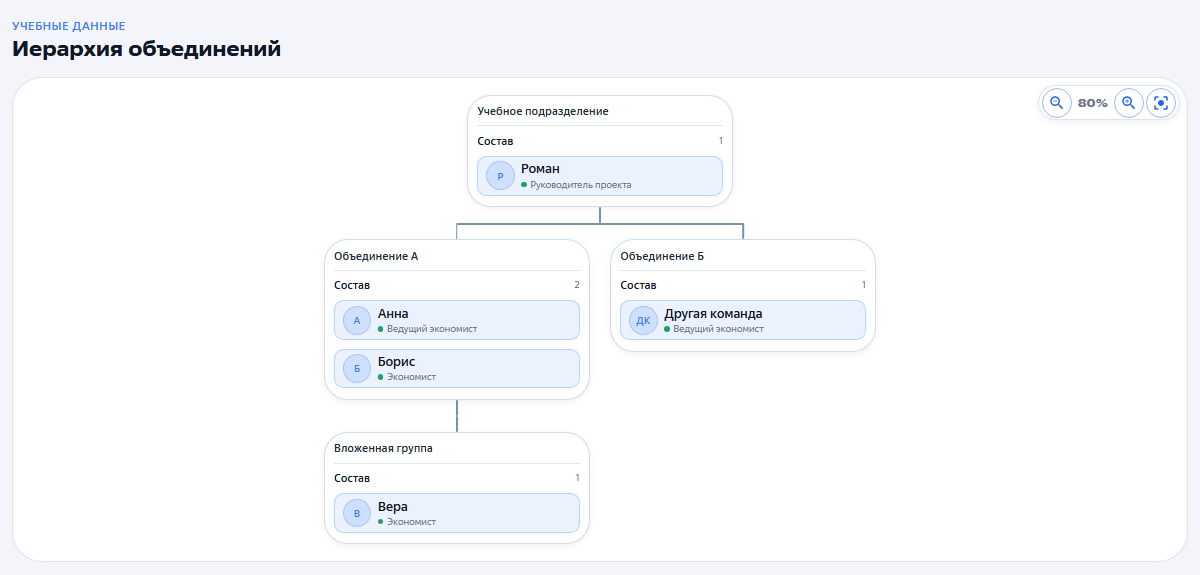 УЧЕБНЫЕ ДАННЫЕ
Иерархия объединений
80%
Учебное подразделение
Состав 1
Р Роман
Руководитель проекта
Объединение А
Состав 2
А Анна
Ведущий экономист
Б Борис
Экономист
Объединение Б
Состав 1
ДК Другая команда
Ведущий экономист
Вложенная группа
Состав 1
В Вера
Экономист